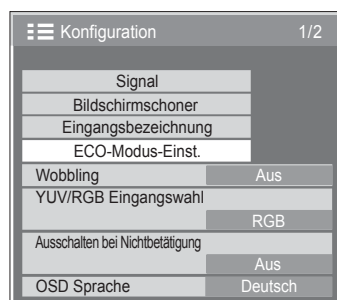 Konfiguration 1/2
Signal
Bildschirmschoner
Eingangsbezeichnung
ECO-Modus-Einst.
Wobbling Aus
YUV/RGB Eingangswahl
RGB
Ausschalten bei Nichtbetätigung
Aus
OSD Sprache Deutsch